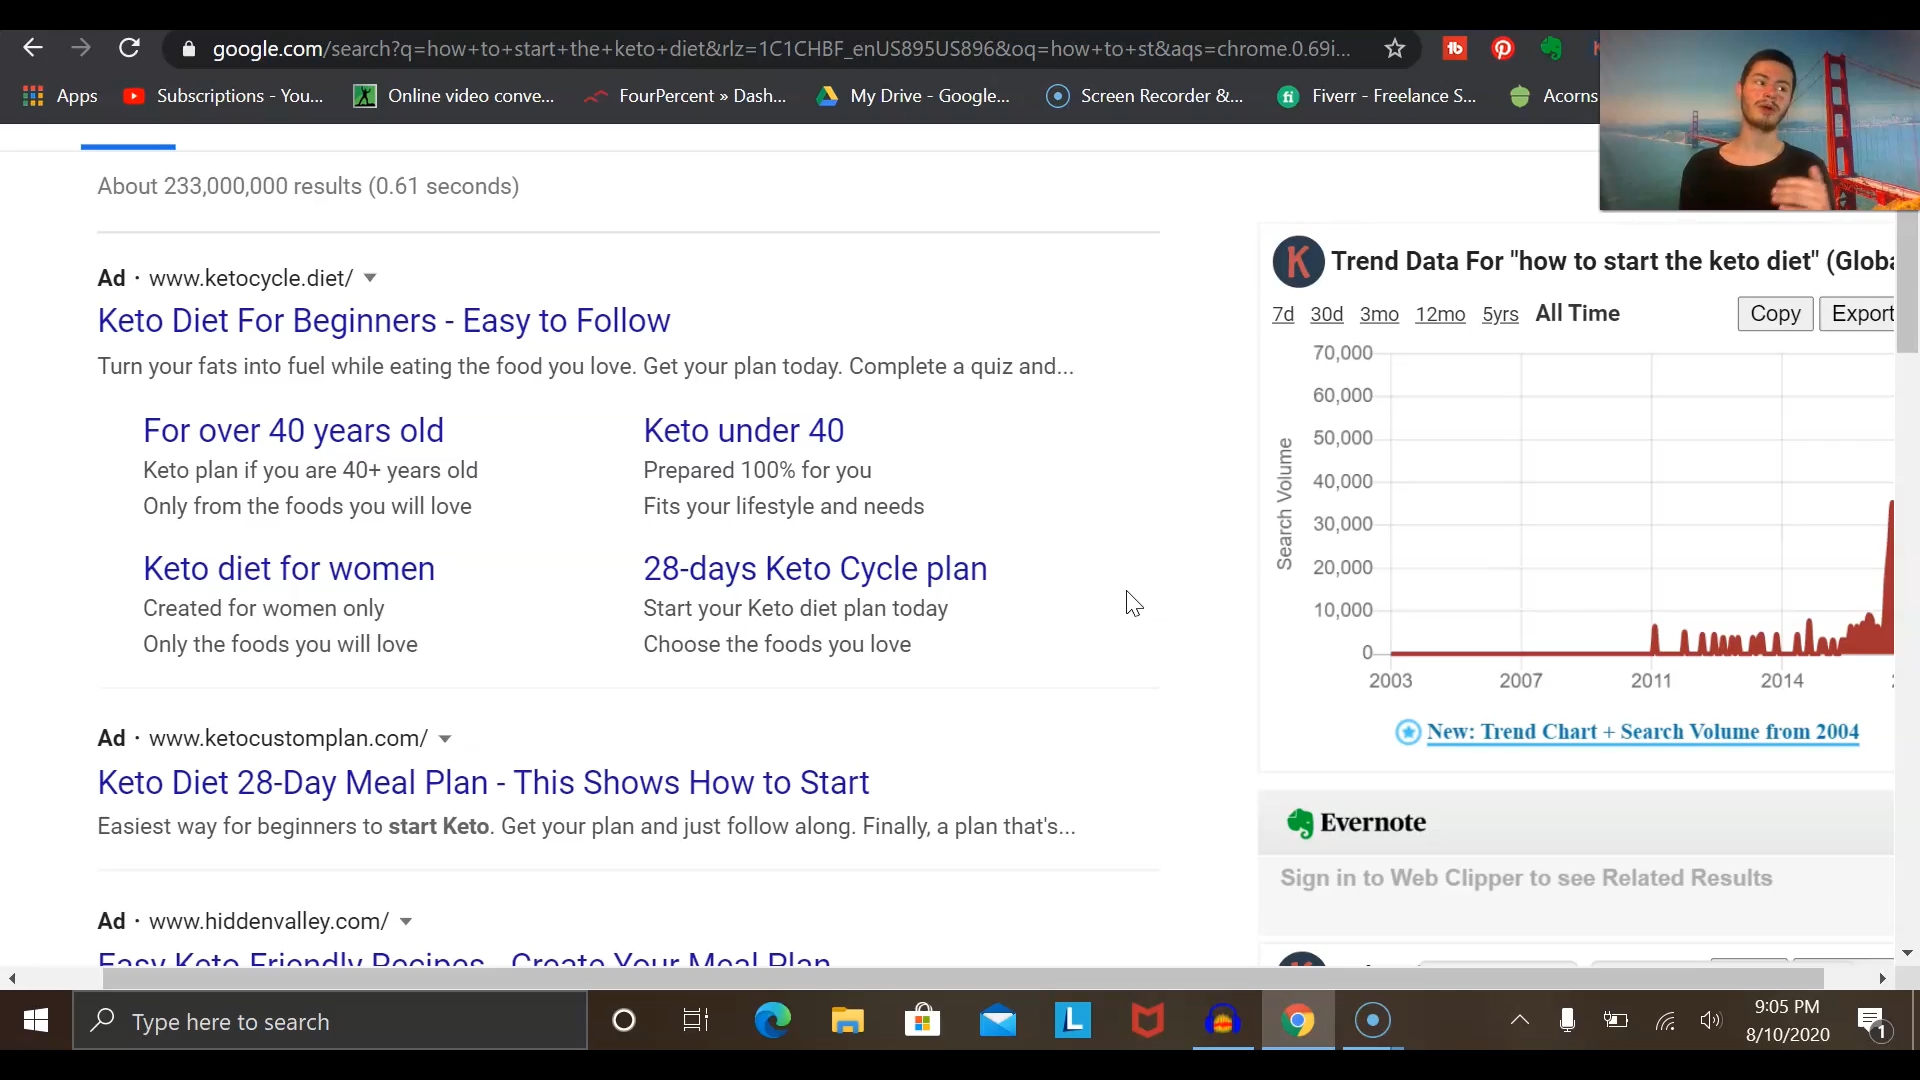 google.com/search?q=how+to+start+the+keto+diet&rlz=1C1CHBF_enUS895US896&oq=how+to+st&aqs=chrome.0.69i...
Apps
Subscriptions - You...
Online video conve...
FourPercent » Dash...
My Drive - Google...
Screen Recorder &...
Fiverr - Freelance S...
Acorns
About 233,000,000 results (0.61 seconds)
Ad · www.ketocycle.diet/
Keto Diet For Beginners - Easy to Follow
Turn your fats into fuel while eating the food you love. Get your plan today. Complete a quiz and...
For over 40 years old
Keto plan if you are 40+ years old
Only from the foods you will love
Keto under 40
Prepared 100% for you
Fits your lifestyle and needs
Keto diet for women
Created for women only
Only the foods you will love
28-days Keto Cycle plan
Start your Keto diet plan today
Choose the foods you love
Ad · www.ketocustomplan.com/
Keto Diet 28-Day Meal Plan - This Shows How to Start
Easiest way for beginners to start Keto. Get your plan and just follow along. Finally, a plan that's...
Ad · www.hiddenvalley.com/
Easy Keto Friendly Recipes - Create Your Meal Plan
K Trend Data For "how to start the keto diet" (Globa
7d 30d 3mo 12mo 5yrs All Time
Copy
Export
Search Volume
70,000
60,000
50,000
40,000
30,000
20,000
10,000
0
2003 2007 2011 2014
New: Trend Chart + Search Volume from 2004
Evernote
Sign in to Web Clipper to see Related Results
Type here to search
9:05 PM
8/10/2020
1